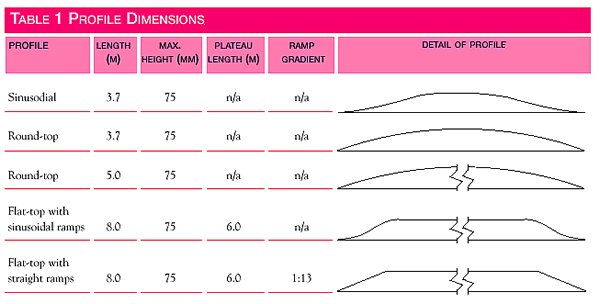 TABLE 1 PROFILE DIMENSIONS
PROFILE LENGTH (M) MAX. HEIGHT (MM) PLATEAU LENGTH (M) RAMP GRADIENT DETAIL OF PROFILE
Sinusodial 3.7 75 n/a n/a
Round-top 3.7 75 n/a n/a
Round-top 5.0 75 n/a n/a
Flat-top with
sinusoidal ramps 8.0 75 6.0 n/a
Flat-top with
straight ramps 8.0 75 6.0 1:13